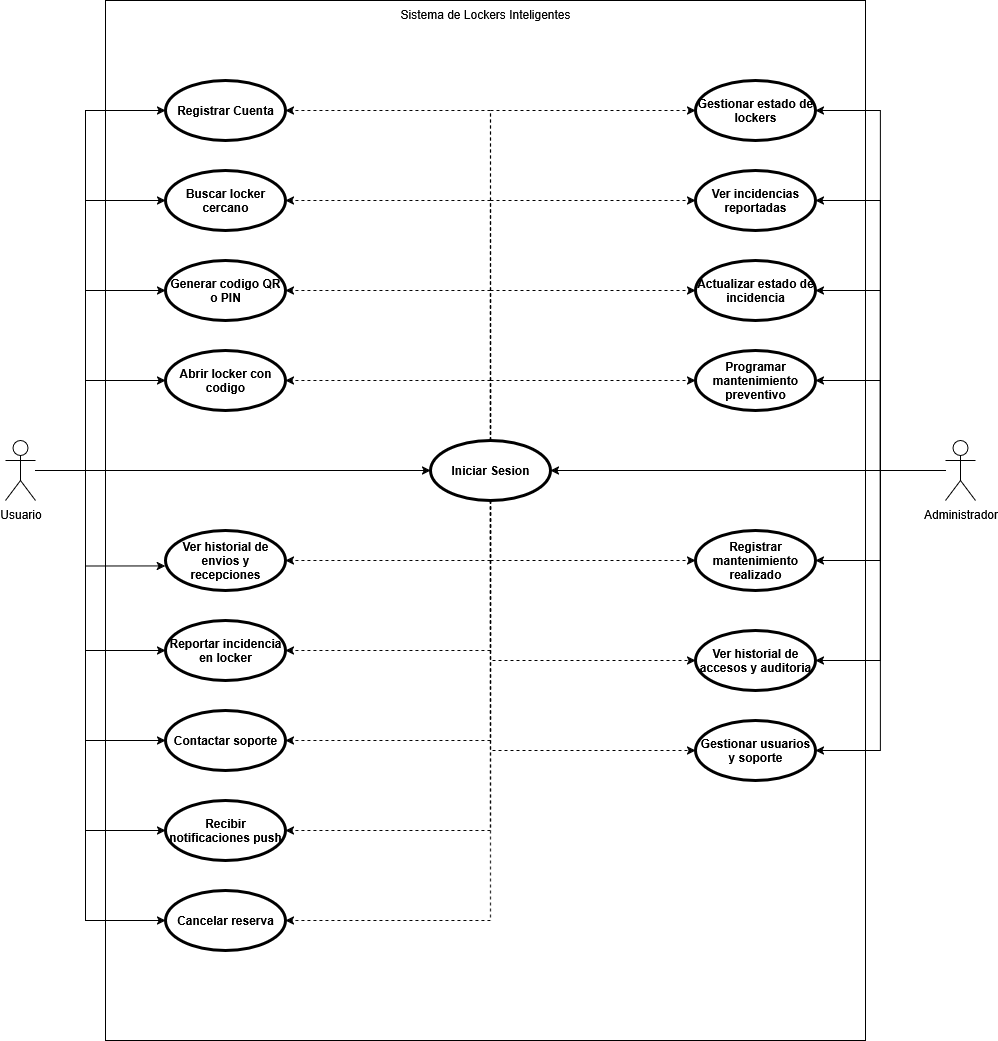 Sistema de Lockers Inteligentes
Registrar Cuenta
Gestionar estado de
lockers
Buscar locker
cercano
Ver incidencias
reportadas
Generar codigo QR
o PIN
Actualizar estado de
incidencia
Abrir locker con
codigo
Programar
mantenimiento
preventivo
Usuario
Iniciar Sesion
Administrador
Ver historial de
envios y
recepciones
Registrar
mantenimiento
realizado
Reportar incidencia
en locker
Ver historial de
accesos y auditoria
Contactar soporte
Gestionar usuarios
y soporte
Recibir
notificaciones push
Cancelar reserva